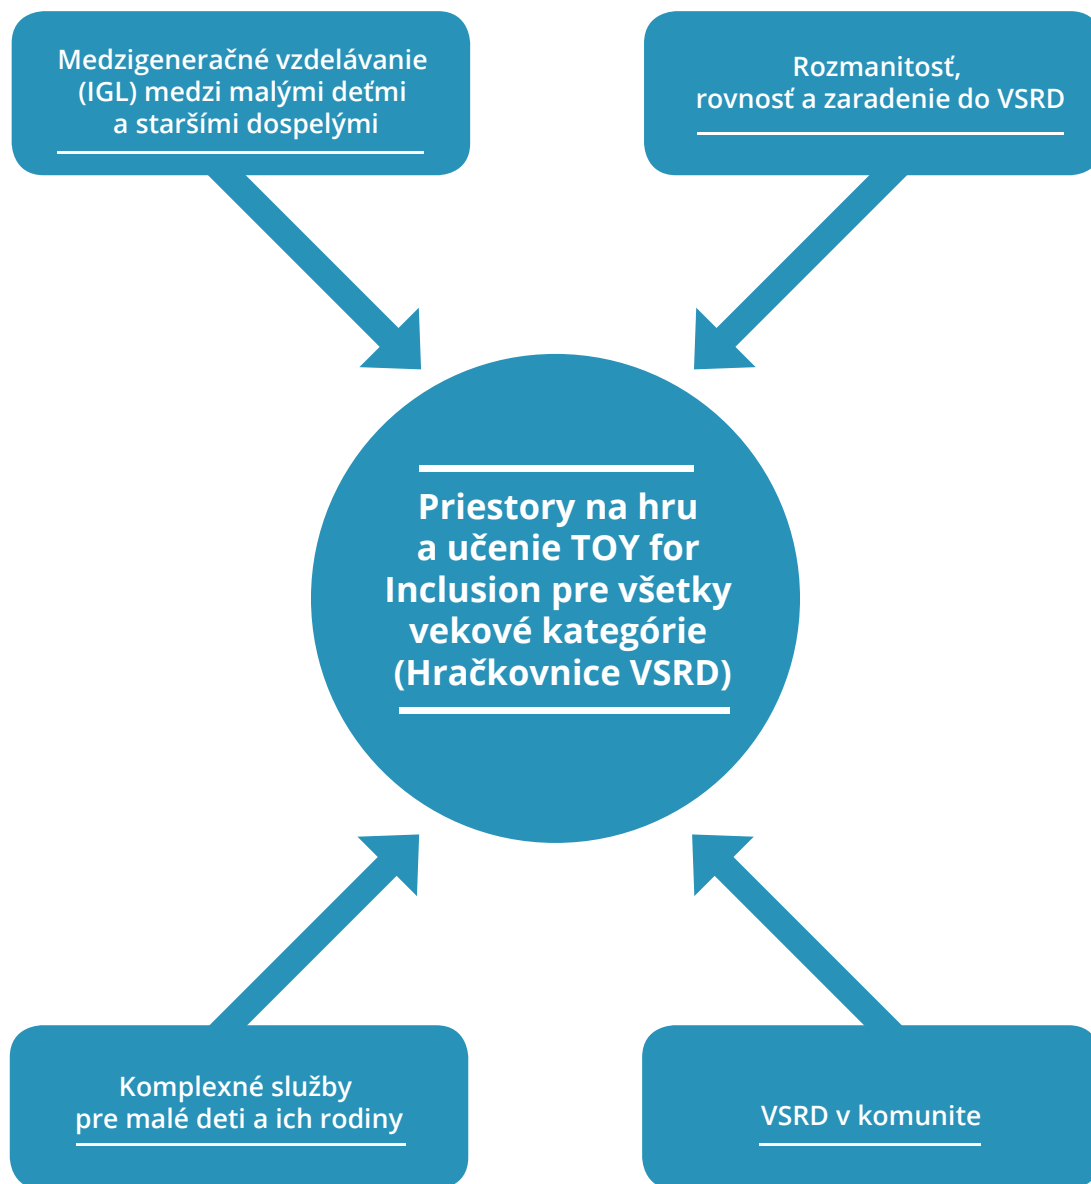 Medzigeneračné vzdelávanie
(IGL) medzi malými deťmi
a staršími dospelými
Rozmanitosť,
rovnosť a zaradenie do VSRD
Priestory na hru
a učenie TOY for
Inclusion pre všetky
vekové kategórie
(Hračkovnice VSRD)
Komplexné služby
pre malé deti a ich rodiny
VSRD v komunite